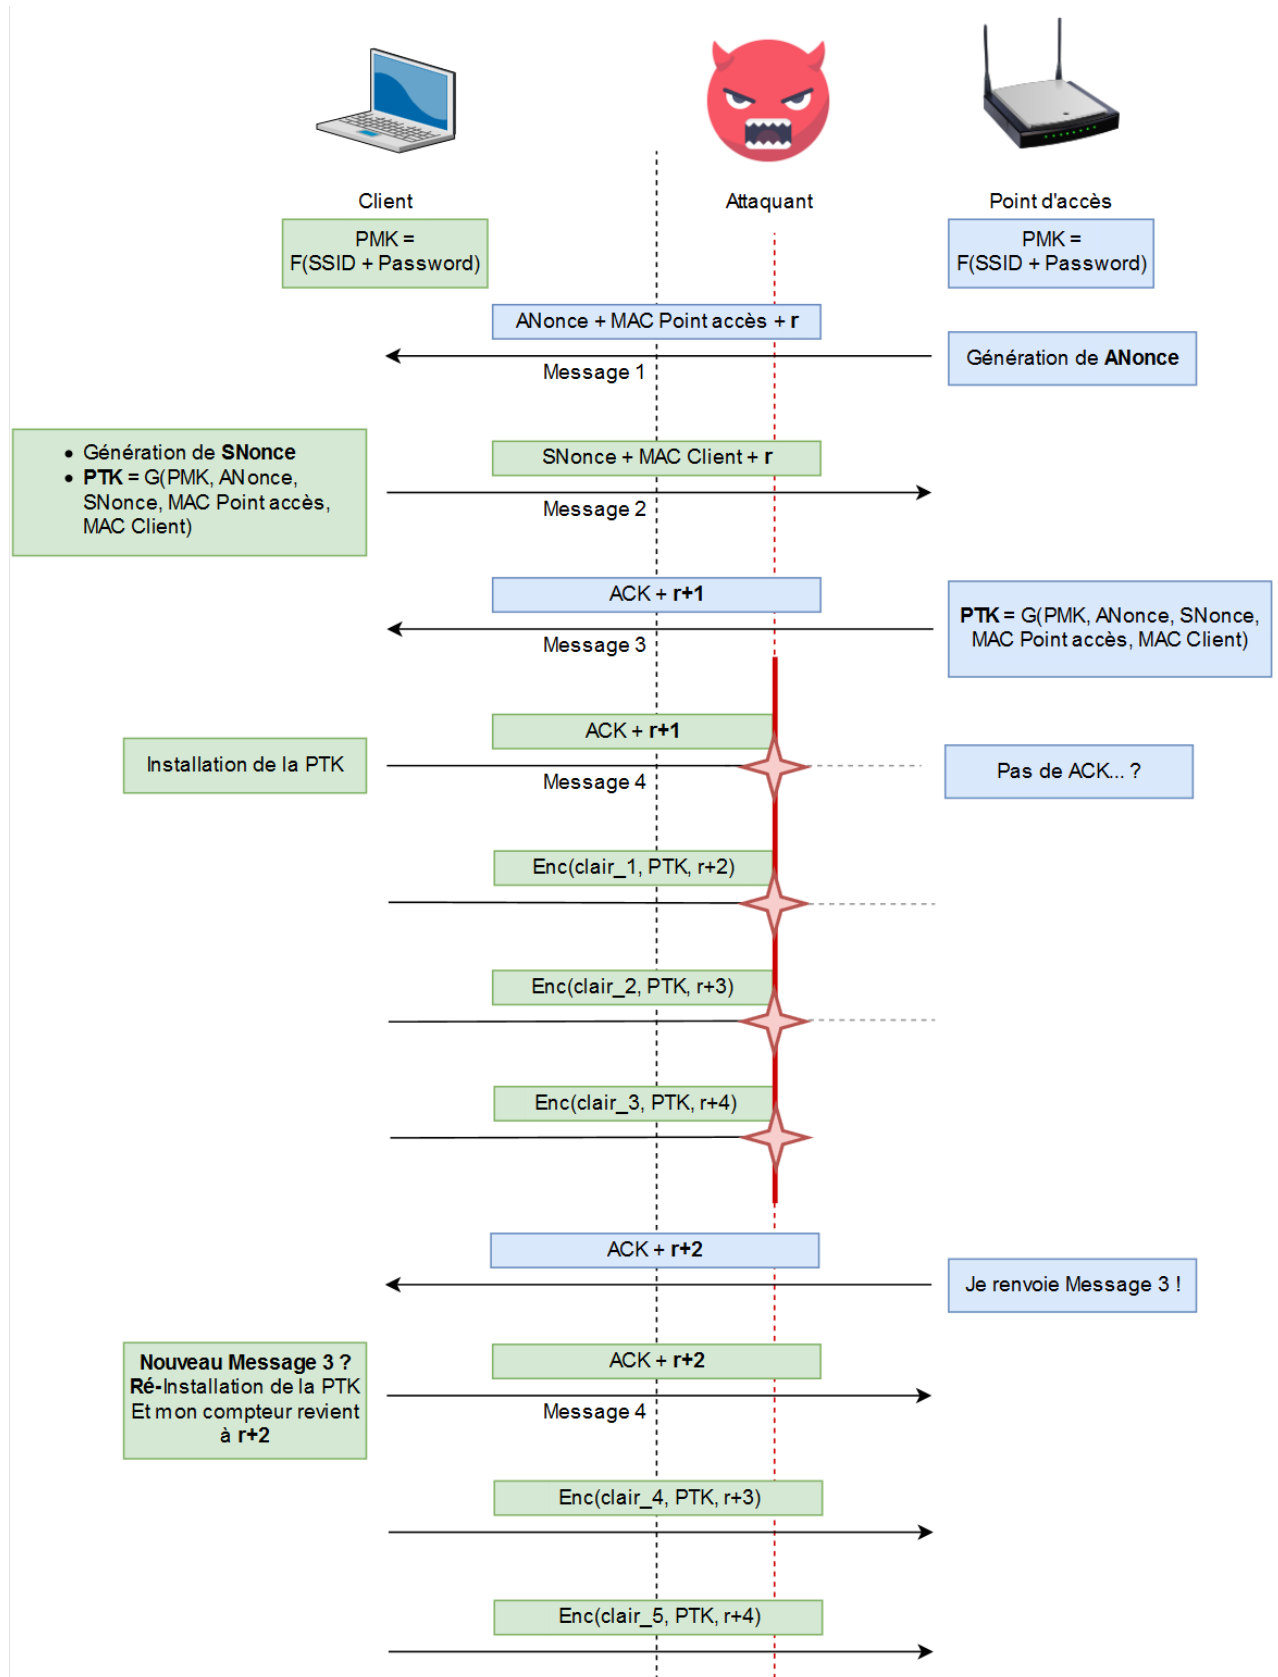 Client
Attaquant
Point d'accès
PMK =
F(SSID + Password)
PMK =
F(SSID + Password)
ANonce + MAC Point accès + r
Message 1
Génération de ANonce
• Génération de SNonce
• PTK = G(PMK, ANonce,
SNonce, MAC Point accès,
MAC Client)
SNonce + MAC Client + r
Message 2
ACK + r+1
Message 3
PTK = G(PMK, ANonce, SNonce,
MAC Point accès, MAC Client)
Installation de la PTK
ACK + r+1
Message 4
Pas de ACK... ?
Enc(clair_1, PTK, r+2)
Enc(clair_2, PTK, r+3)
Enc(clair_3, PTK, r+4)
ACK + r+2
Je renvoie Message 3 !
Nouveau Message 3 ?
Ré-Installation de la PTK
Et mon compteur revient
à r+2
ACK + r+2
Message 4
Enc(clair_4, PTK, r+3)
Enc(clair_5, PTK, r+4)